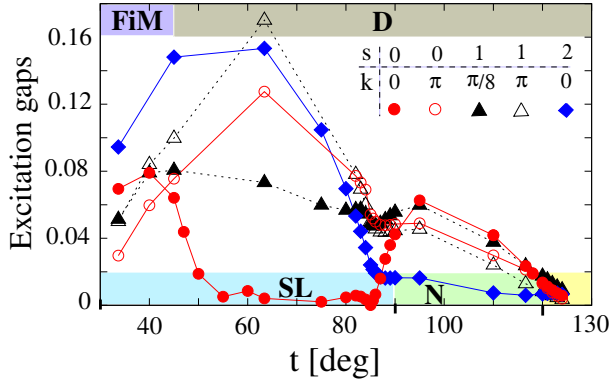 FiM D
0.16
s 0 0 1 1 2
k 0 π π/8 π 0
0.12
0.08
0.04
SL N
0
40 60 80 100 130
t [deg]
Excitation gaps